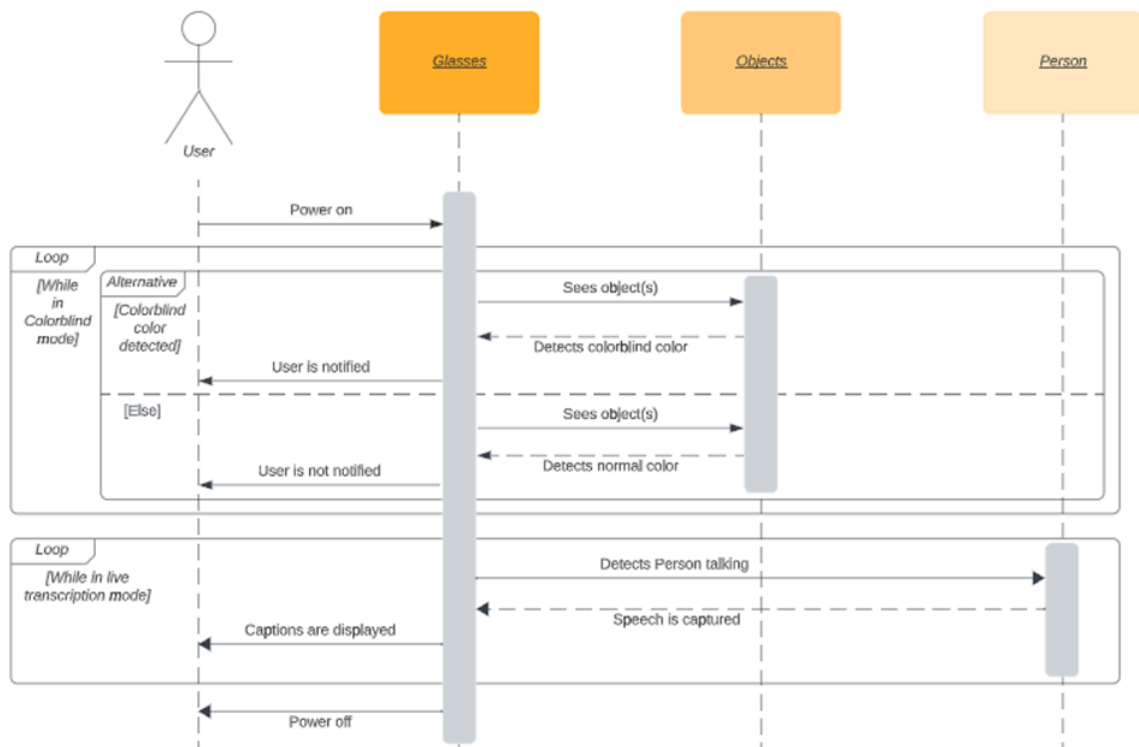 Glasses
Objects
Person
User
Power on
Loop
[While
in
Colorblind
mode]
Alternative
[Colorblind
color
detected]
Sees object(s)
Detects colorblind color
User is notified
[Else]
Sees object(s)
Detects normal color
User is not notified
Loop
[While in live
transcription mode]
Detects Person talking
Speech is captured
Captions are displayed
Power off